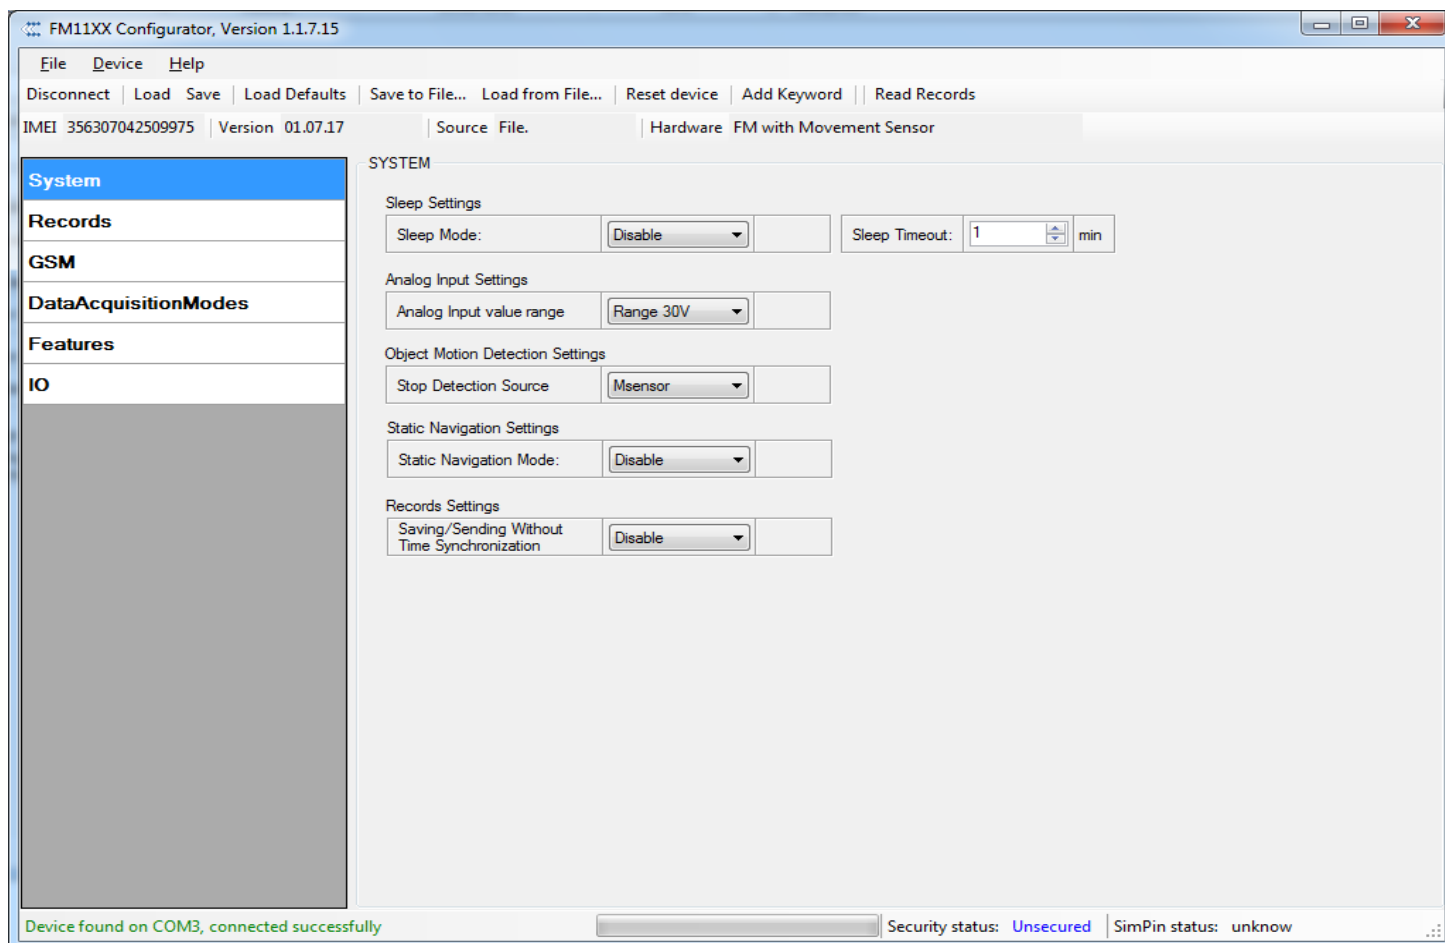 FM11XX Configurator, Version 1.1.7.15
File Device Help
Disconnect Load Save Load Defaults Save to File... Load from File... Reset device Add Keyword Read Records
IMEI 356307042509975 Version 01.07.17 Source File. Hardware FM with Movement Sensor
System
Records
GSM
DataAcquisitionModes
Features
IO
SYSTEM
Sleep Settings
Sleep Mode: Disable Sleep Timeout: 1 min
Analog Input Settings
Analog Input value range Range 30V
Object Motion Detection Settings
Stop Detection Source Msensor
Static Navigation Settings
Static Navigation Mode: Disable
Records Settings
Saving/Sending Without
Time Synchronization Disable
Device found on COM3, connected successfully Security status: Unsecured SimPin status: unknow